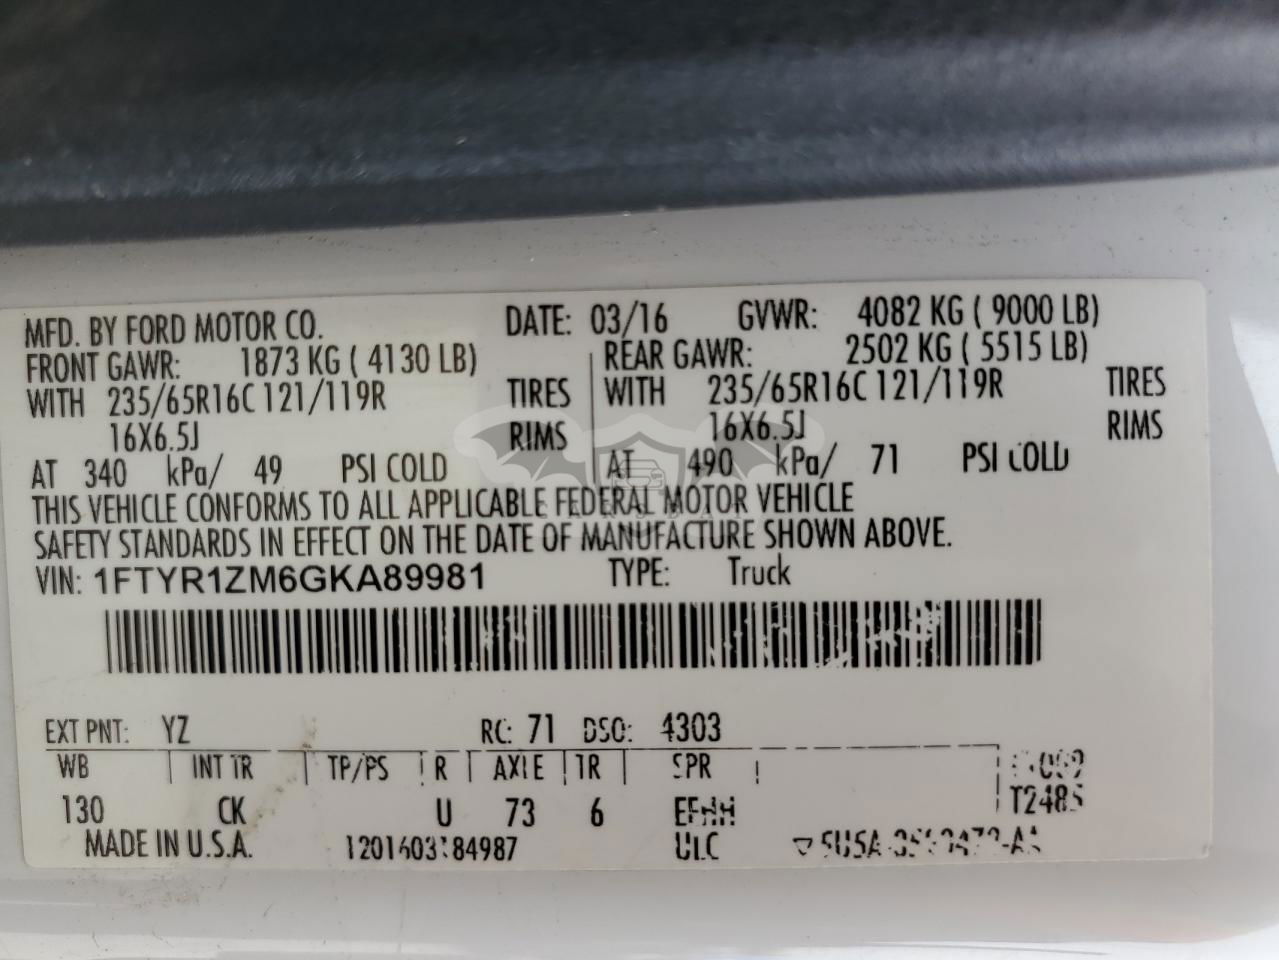 MFD. BY FORD MOTOR CO. DATE: 03/16 GVWR: 4082 KG ( 9000 LB)
FRONT GAWR: 1873 KG ( 4130 LB) REAR GAWR: 2502 KG ( 5515 LB)
WITH 235/65R16C 121/119R TIRES WITH 235/65R16C 121/119R TIRES
16X6.5J RIMS 16X6.5J RIMS
AT 340 kPa/ 49 PSI COLD AT 490 kPa/ 71 PSI COLD
THIS VEHICLE CONFORMS TO ALL APPLICABLE FEDERAL MOTOR VEHICLE
SAFETY STANDARDS IN EFFECT ON THE DATE OF MANUFACTURE SHOWN ABOVE.
VIN: 1FTYR1ZM6GKA89981 TYPE: Truck
EXT PNT: YZ RC: 71 DSO: 4303
WB INT TR TP/PS R AXLE TR SPR
130 CK U 73 6 T2485
MADE IN U.S.A. ULC